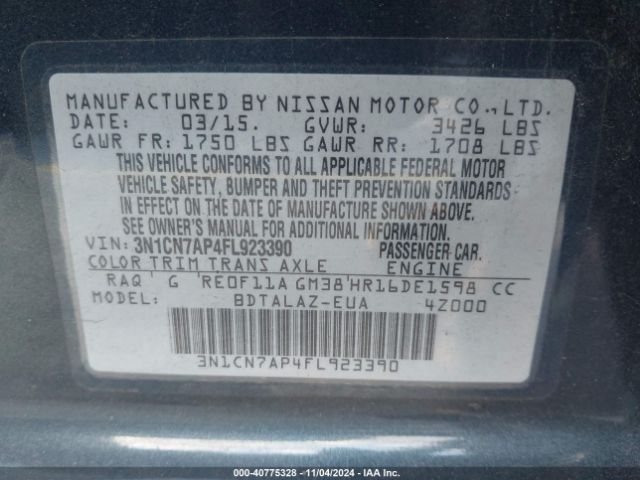 MANUFACTURED BY NISSAN MOTOR CO., LTD.
DATE: 03/15. GVWR: 3426 LBS
GAWR FR: 1750 LBS GAWR RR: 1708 LBS
THIS VEHICLE CONFORMS TO ALL APPLICABLE FEDERAL MOTOR
VEHICLE SAFETY, BUMPER AND THEFT PREVENTION STANDARDS
IN EFFECT ON THE DATE OF MANUFACTURE SHOWN ABOVE.
SEE OWNER'S MANUAL FOR ADDITIONAL INFORMATION.
VIN: 3N1CN7AP4FL923390 PASSENGER CAR.
COLOR TRIM TRANS AXLE ENGINE
RAQ G RE0F11A GM38 HR16DE1598 CC
MODEL: BDTALAZ-EUA 4Z000
3N1CN7AP4FL923390
000-40775328 - 11/04/2024 - IAA Inc.